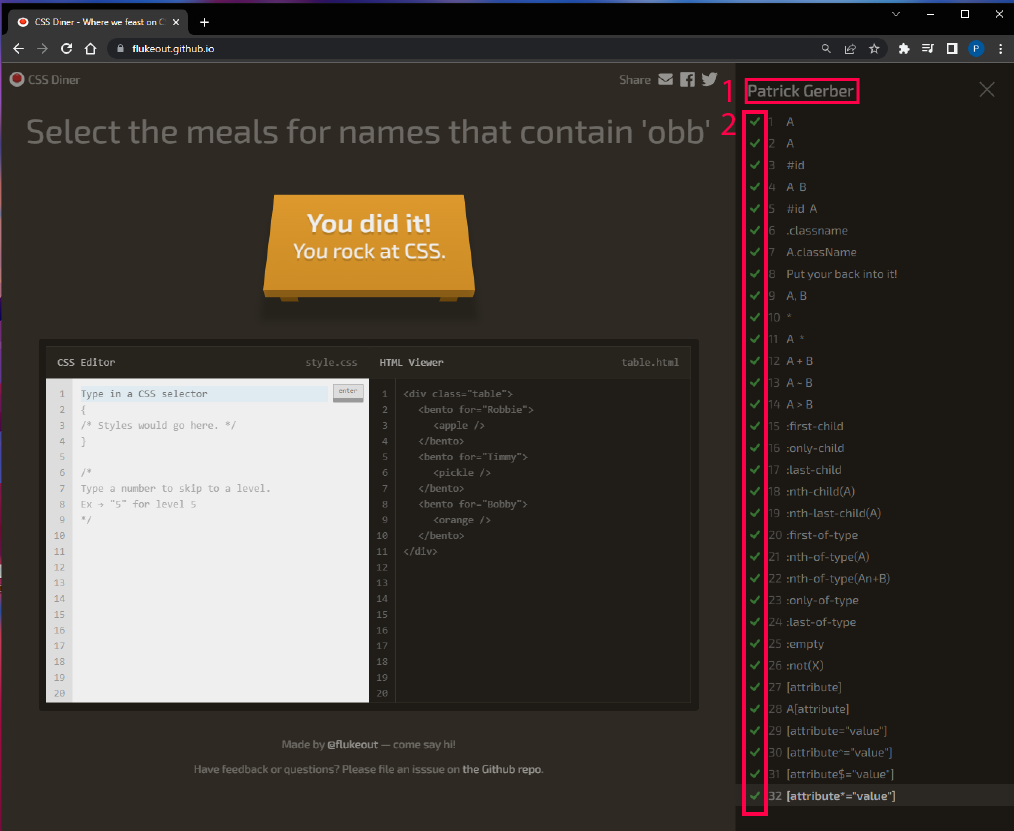 CSS Diner - Where we feast on C
flukeout.github.io
P
CSS Diner
Share
Select the meals for names that contain 'obb'
You did it!
You rock at CSS.
CSS Editor style.css
1 Type in a CSS selector enter
2 {
3 /* Styles would go here. */
4 }
5
6 /*
7 Type a number to skip to a level.
8 Ex → "5" for level 5
9 */
10
11
12
13
14
15
16
17
18
19
20
HTML Viewer table.html
1 <div class="table">
2 <bento for="Robbie">
3 <apple />
4 </bento>
5 <bento for="Timmy">
6 <pickle />
7 </bento>
8 <bento for="Bobby">
9 <orange />
10 </bento>
11 </div>
12
13
14
15
16
17
18
19
20
Made by @flukeout — come say hi!
Have feedback or questions? Please file an isssue on the Github repo.
1 Patrick Gerber
2
1 A
2 A
3 #id
4 A B
5 #id A
6 .classname
7 A.className
8 Put your back into it!
9 A, B
10 *
11 A *
12 A + B
13 A ~ B
14 A > B
15 :first-child
16 :only-child
17 :last-child
18 :nth-child(A)
19 :nth-last-child(A)
20 :first-of-type
21 :nth-of-type(A)
22 :nth-of-type(An+B)
23 :only-of-type
24 :last-of-type
25 :empty
26 :not(X)
27 [attribute]
28 A[attribute]
29 [attribute="value"]
30 [attribute^="value"]
31 [attribute$="value"]
32 [attribute*="value"]